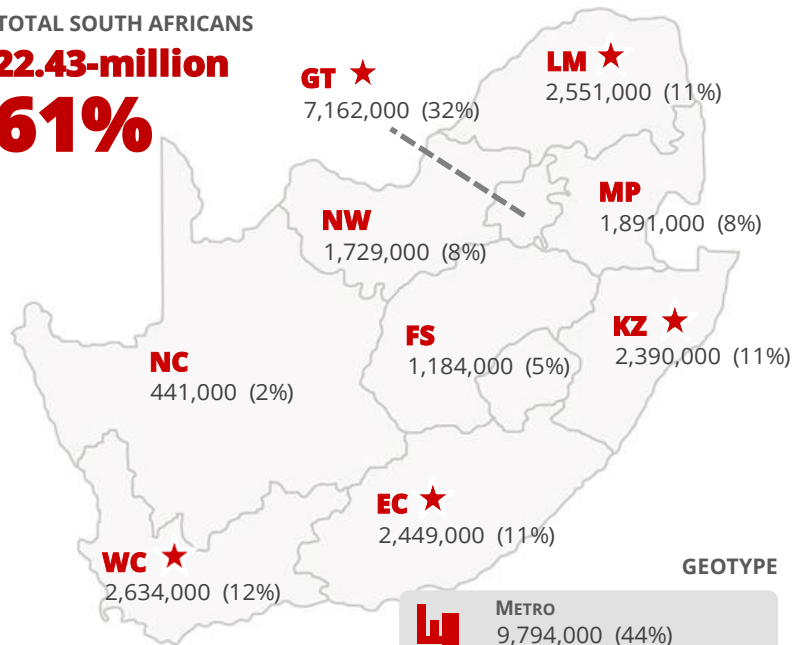 TOTAL SOUTH AFRICANS
22.43-million
61%
GT
7,162,000 (32%)
LM
2,551,000 (11%)
MP
1,891,000 (8%)
NW
1,729,000 (8%)
KZ
2,390,000 (11%)
FS
1,184,000 (5%)
NC
441,000 (2%)
EC
2,449,000 (11%)
WC
2,634,000 (12%)
GEOTYPE
METRO
9,794,000 (44%)